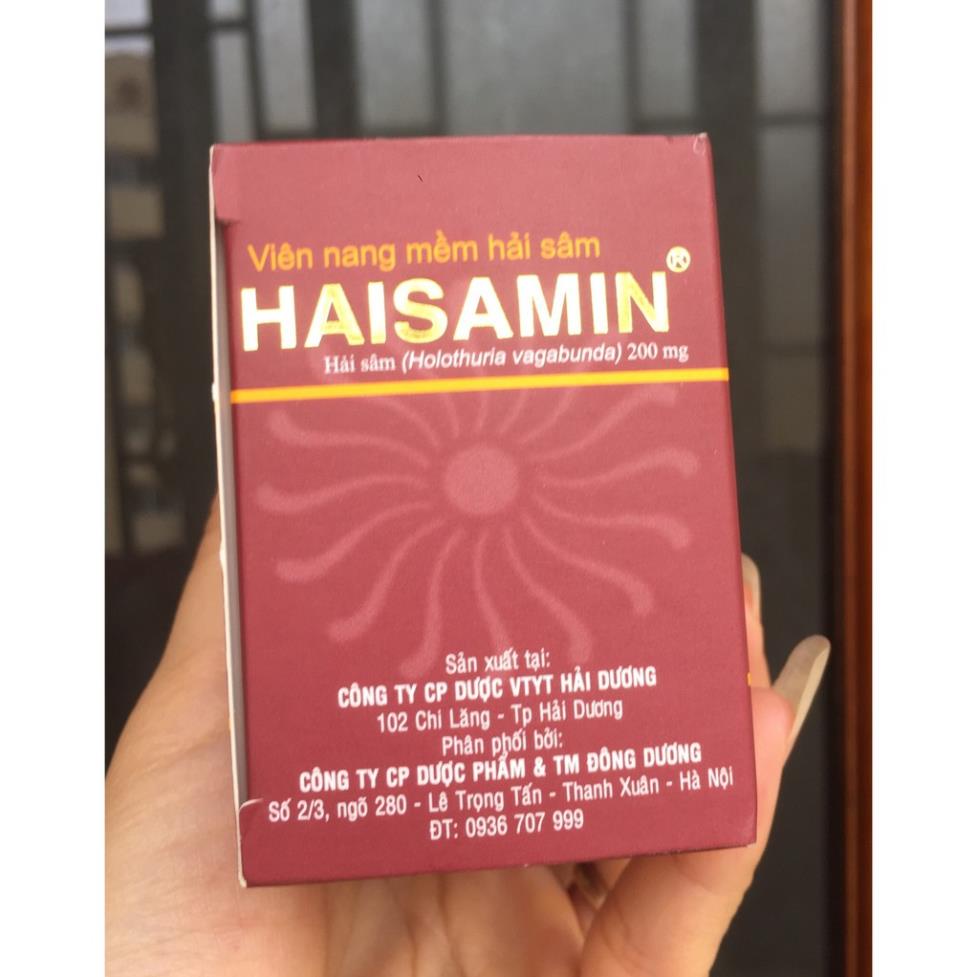 Viên nang mềm hải sâm
HAISAMIN®
Hải sâm (Holothuria vagabunda) 200 mg
Sản xuất tại:
CÔNG TY CP DƯỢC VTYT HẢI DƯƠNG
102 Chi Lăng - Tp Hải Dương
Phân phối bởi:
CÔNG TY CP DƯỢC PHẨM & TM ĐÔNG DƯƠNG
Số 2/3, ngõ 280 - Lê Trọng Tấn - Thanh Xuân - Hà Nội
ĐT: 0936 707 999